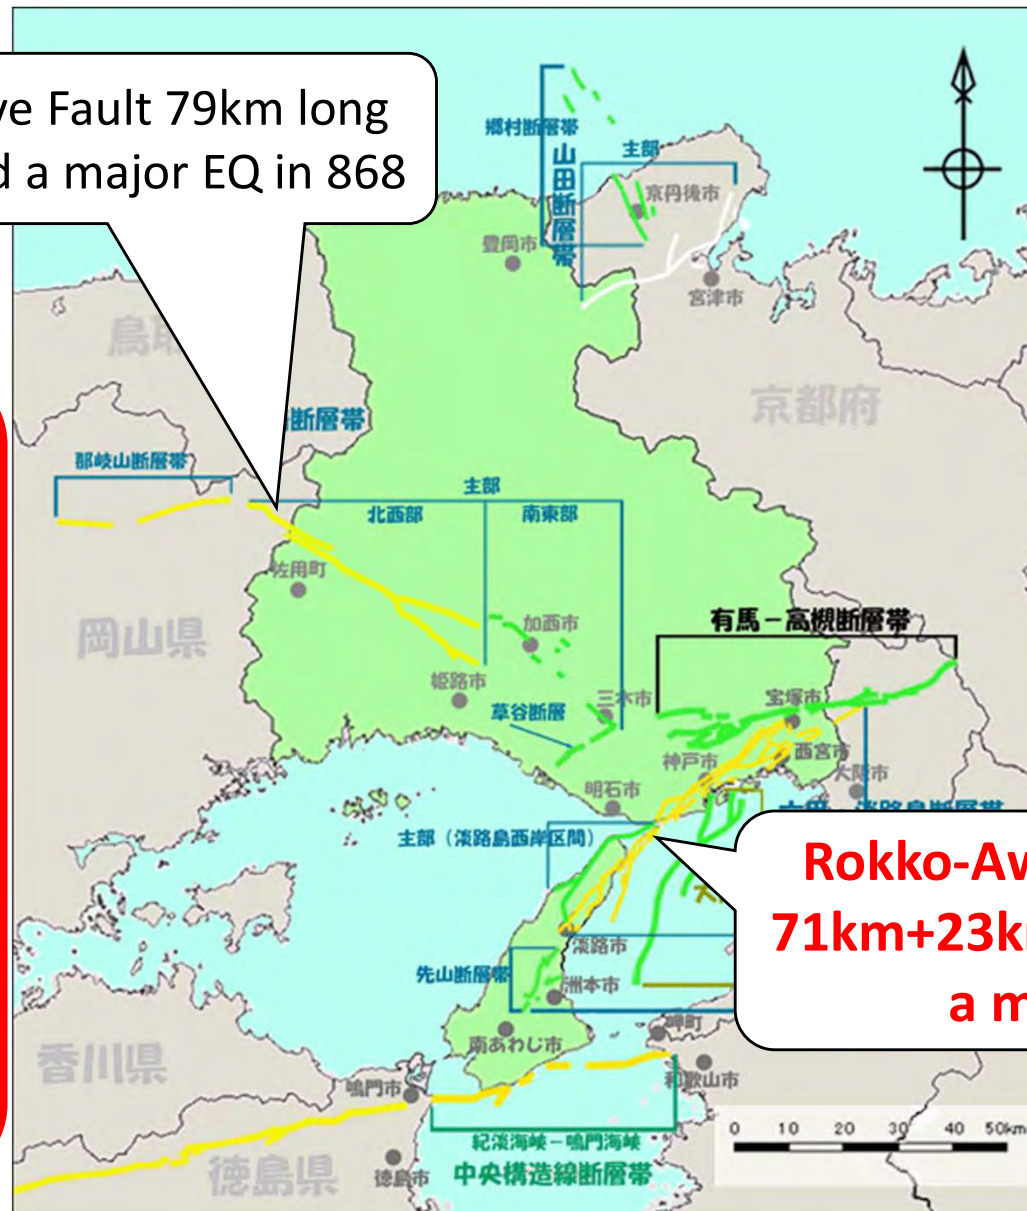 ve Fault 79km long
d a major EQ in 868
郷村断層帯
山田断層帯
主部
京丹後市
豊岡市
宮津市
京都府
断層帯
那岐山断層帯
主部
北西部
南東部
佐用町
岡山県
加西市
有馬－高槻断層帯
姫路市
三木市
宝塚市
草谷断層
西宮市
神戸市
大阪市
明石市
主部（淡路島西岸区間）
Rokko-Aw
71km+23km
a m
淡路市
先山断層帯
洲本市
南あわじ市
岬町
香川県
鳴門市
和歌山市
0 10 20 30 40 50km
紀淡海峡－鳴門海峡
中央構造線断層帯
徳島県
徳島市